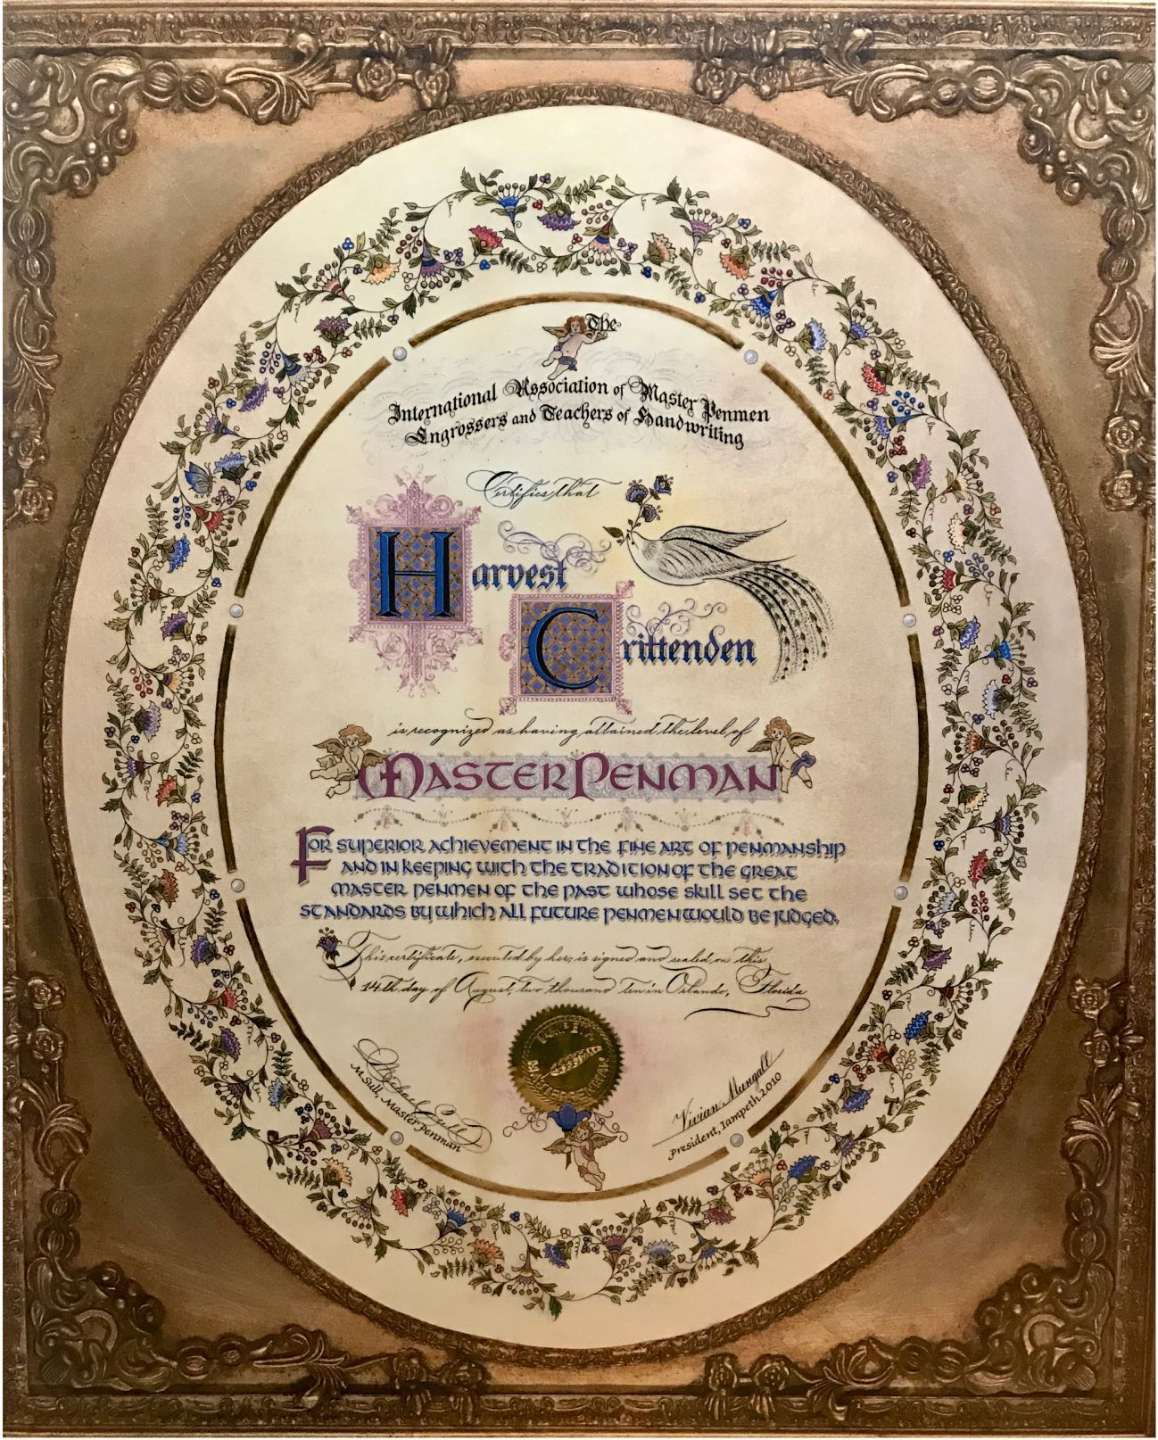 The
International Association of Master Penmen
Engrossers and Teachers of Handwriting
Certifies that
Harvest
Crittenden
is recognized as having attained the level of
Master Penman
For superior achievement in the fine art of penmanship
and in keeping with the tradition of the great
master penmen of the past whose skill set the
standards by which all future penmen would be judged.
This certificate, executed by her, is signed and sealed on this
14th day of August, two thousand ten in Orlando, Florida
Michael Sull
M. Sull, Master Penman
Vivian Mungall
President, Iampeth, 2010